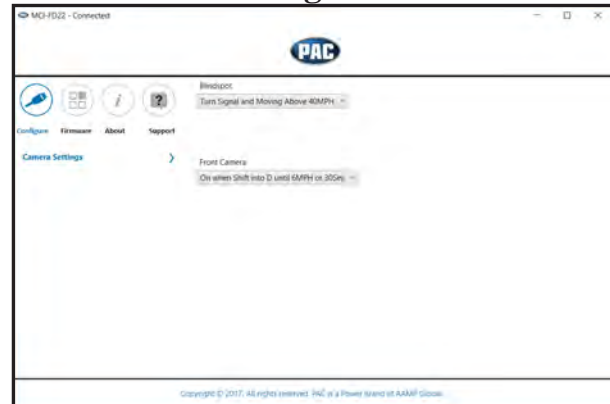 MCI-FD22 - Connected
PAC
Configure Firmware About Support
Blindspot:
Turn Signal and Moving Above 40MPH
Camera Settings
Front Camera:
On when Shift into D until 6MPH or 30Sec
Copyright © 2017. All rights reserved. PAC is a Power Brand of AAMP Global.